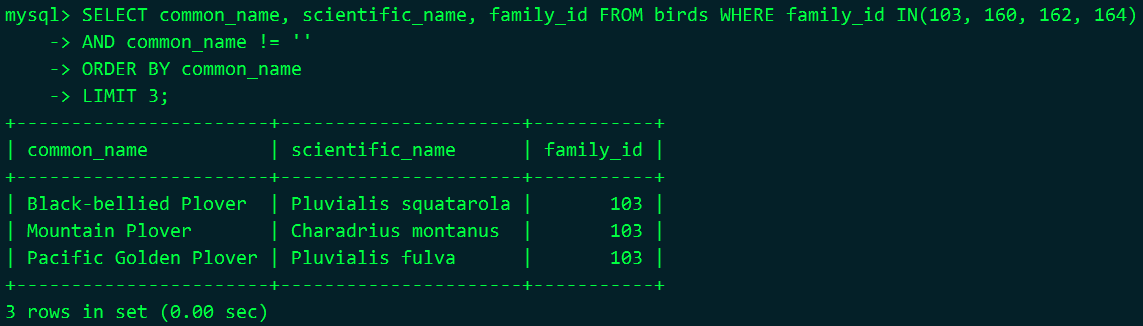 mysql> SELECT common_name, scientific_name, family_id FROM birds WHERE family_id IN(103, 160, 162, 164)
    -> AND common_name != ''
    -> ORDER BY common_name
    -> LIMIT 3;
+-----------------------+----------------------+-----------+
| common_name           | scientific_name      | family_id |
+-----------------------+----------------------+-----------+
| Black-bellied Plover  | Pluvialis squatarola |       103 |
| Mountain Plover       | Charadrius montanus  |       103 |
| Pacific Golden Plover | Pluvialis fulva      |       103 |
+-----------------------+----------------------+-----------+
3 rows in set (0.00 sec)